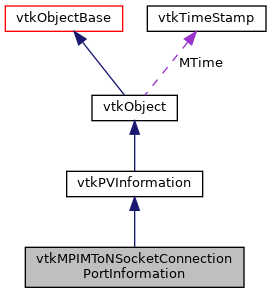 vtkObjectBase
vtkTimeStamp
vtkObject
MTime
vtkPVInformation
vtkMPIMToNSocketConnection
PortInformation